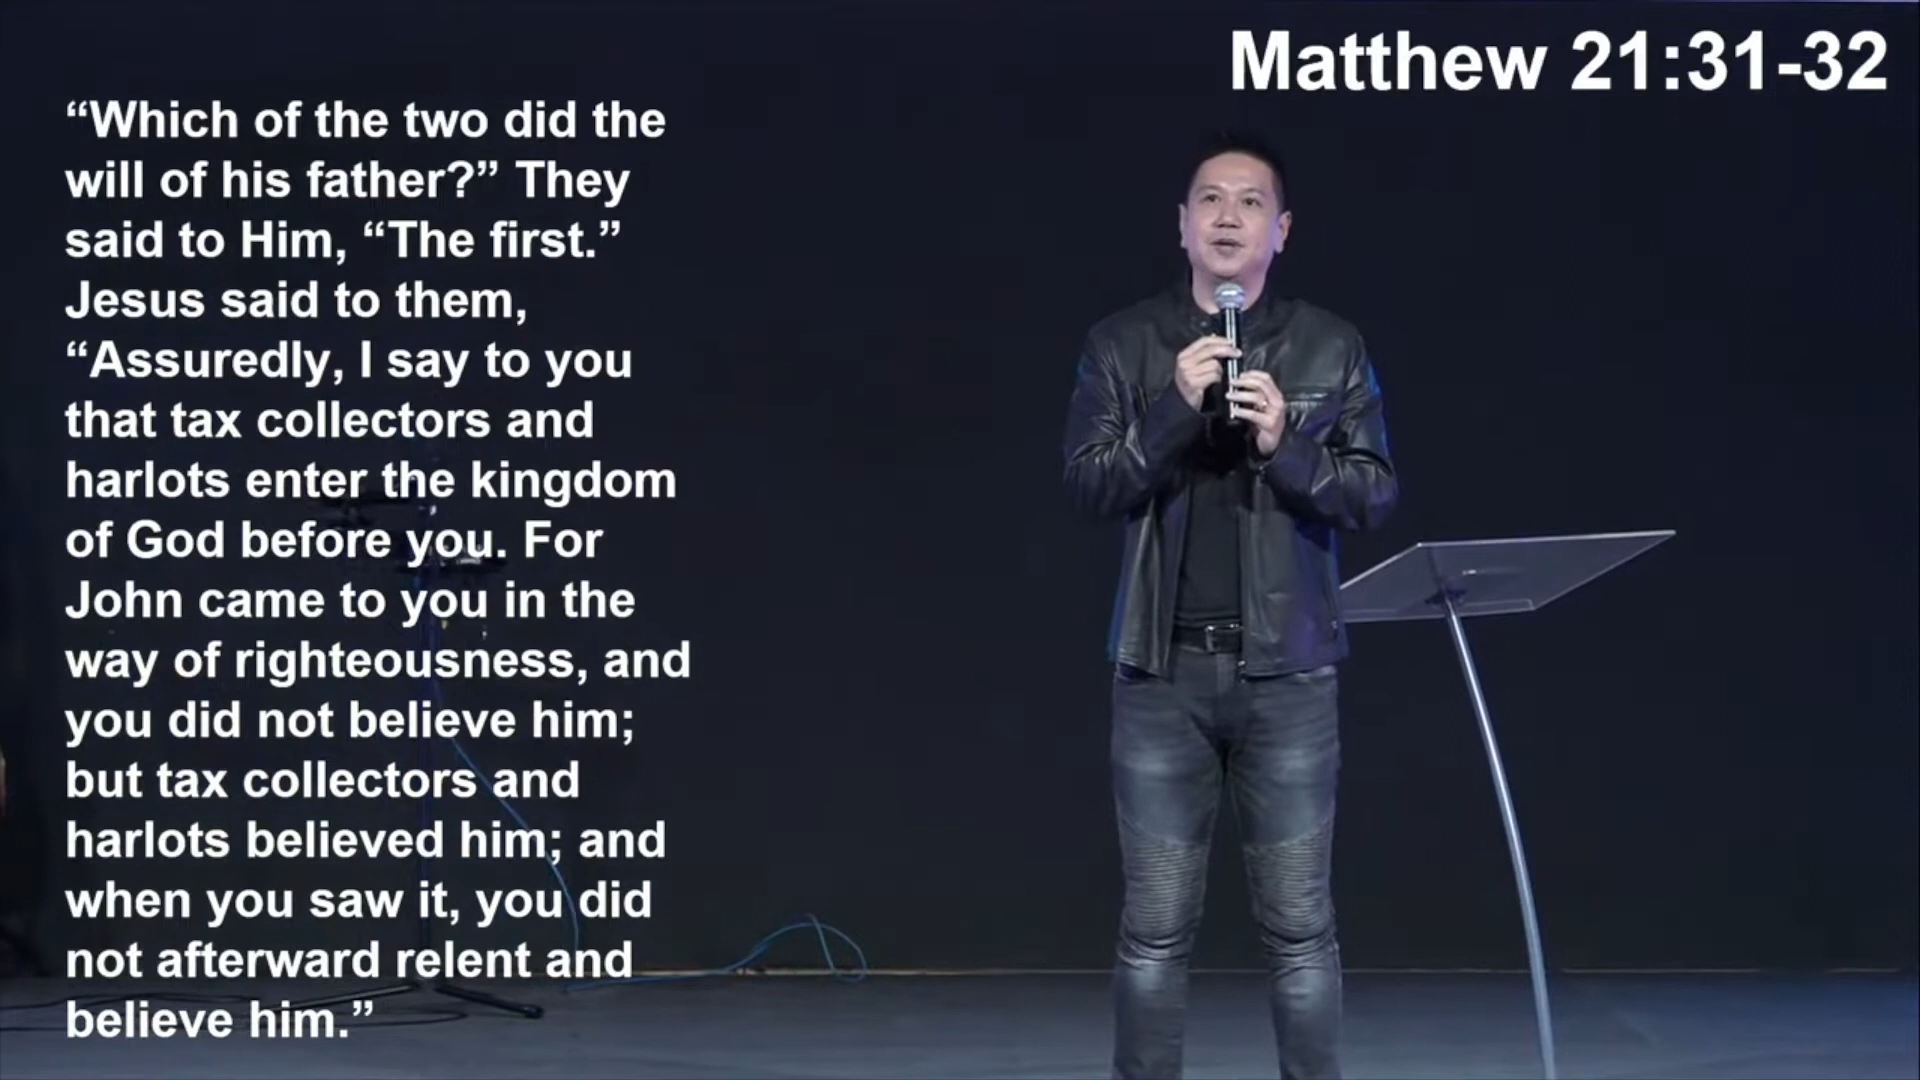 Matthew 21:31-32
“Which of the two did the
will of his father?” They
said to Him, “The first.”
Jesus said to them,
“Assuredly, I say to you
that tax collectors and
harlots enter the kingdom
of God before you. For
John came to you in the
way of righteousness, and
you did not believe him;
but tax collectors and
harlots believed him; and
when you saw it, you did
not afterward relent and
believe him.”